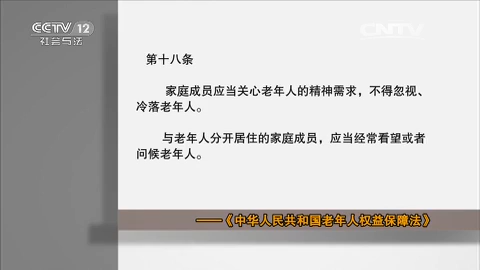 CCTV 12
社会与法
CNTV
第十八条
家庭成员应当关心老年人的精神需求，不得忽视、
冷落老年人。
与老年人分开居住的家庭成员，应当经常看望或者
问候老年人。
——《中华人民共和国老年人权益保障法》